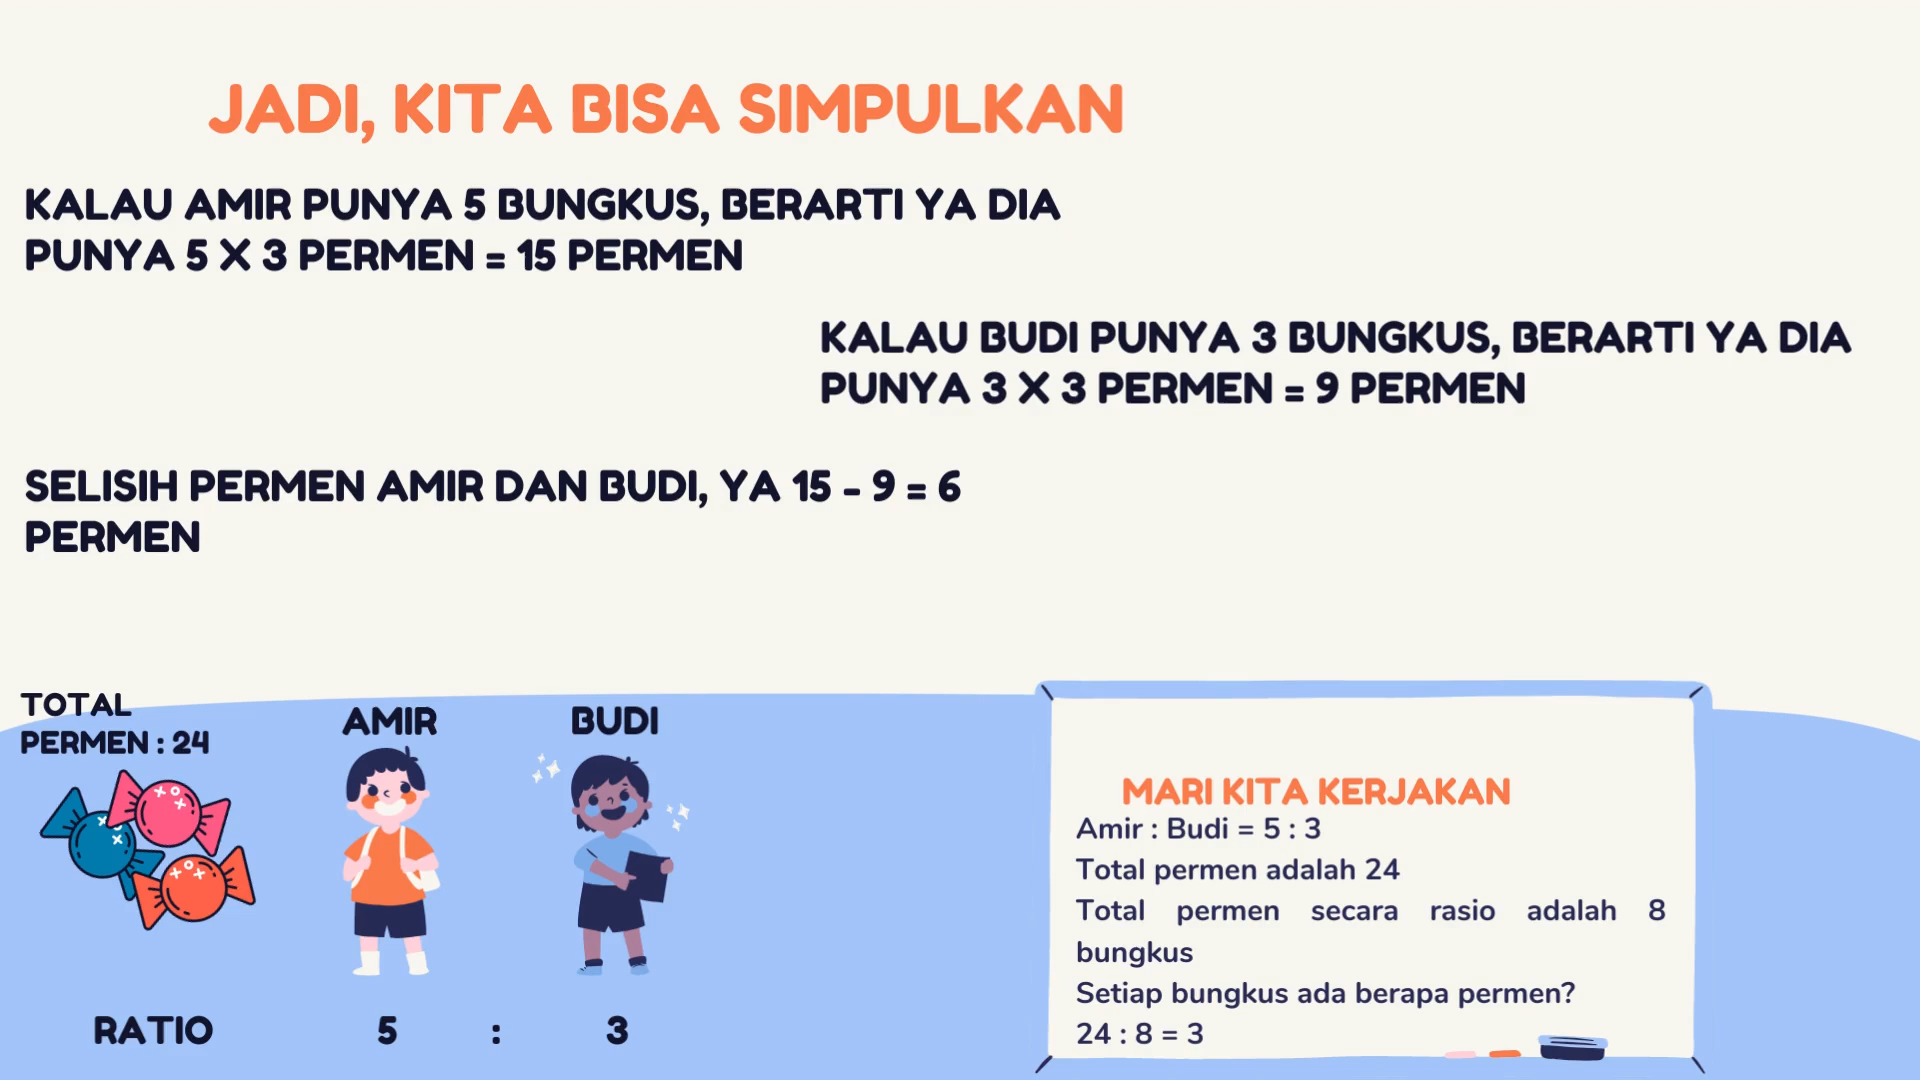 JADI, KITA BISA SIMPULKAN
KALAU AMIR PUNYA 5 BUNGKUS, BERARTI YA DIA
PUNYA 5 X 3 PERMEN = 15 PERMEN
KALAU BUDI PUNYA 3 BUNGKUS, BERARTI YA DIA
PUNYA 3 X 3 PERMEN = 9 PERMEN
SELISIH PERMEN AMIR DAN BUDI, YA 15 - 9 = 6
PERMEN
TOTAL
PERMEN : 24
AMIR
BUDI
RATIO 5 : 3
MARI KITA KERJAKAN
Amir : Budi = 5 : 3
Total permen adalah 24
Total permen secara rasio adalah 8
bungkus
Setiap bungkus ada berapa permen?
24 : 8 = 3